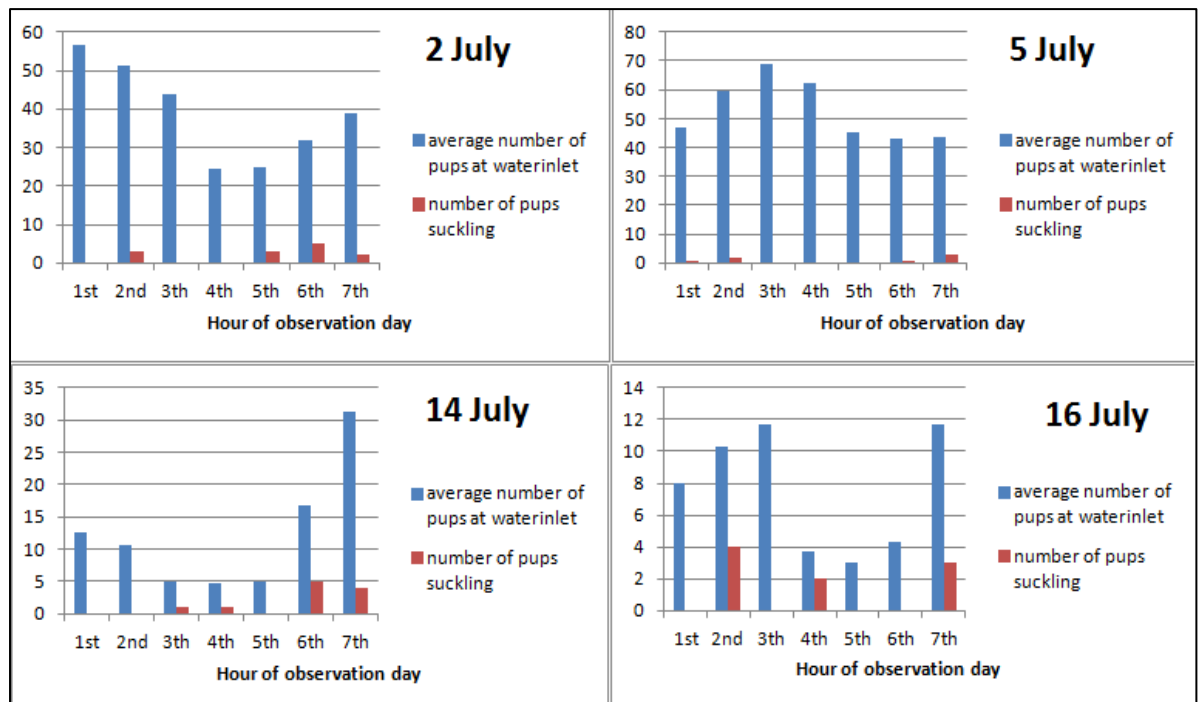 2 July
60
50
40
30
20
10
0
1st 2nd 3th 4th 5th 6th 7th
Hour of observation day
average number of
pups at waterinlet
number of pups
suckling
5 July
80
70
60
50
40
30
20
10
0
1st 2nd 3th 4th 5th 6th 7th
Hour of observation day
average number of
pups at waterinlet
number of pups
suckling
14 July
35
30
25
20
15
10
5
0
1st 2nd 3th 4th 5th 6th 7th
Hour of observation day
average number of
pups at waterinlet
number of pups
suckling
16 July
14
12
10
8
6
4
2
0
1st 2nd 3th 4th 5th 6th 7th
Hour of observation day
average number of
pups at waterinlet
number of pups
suckling